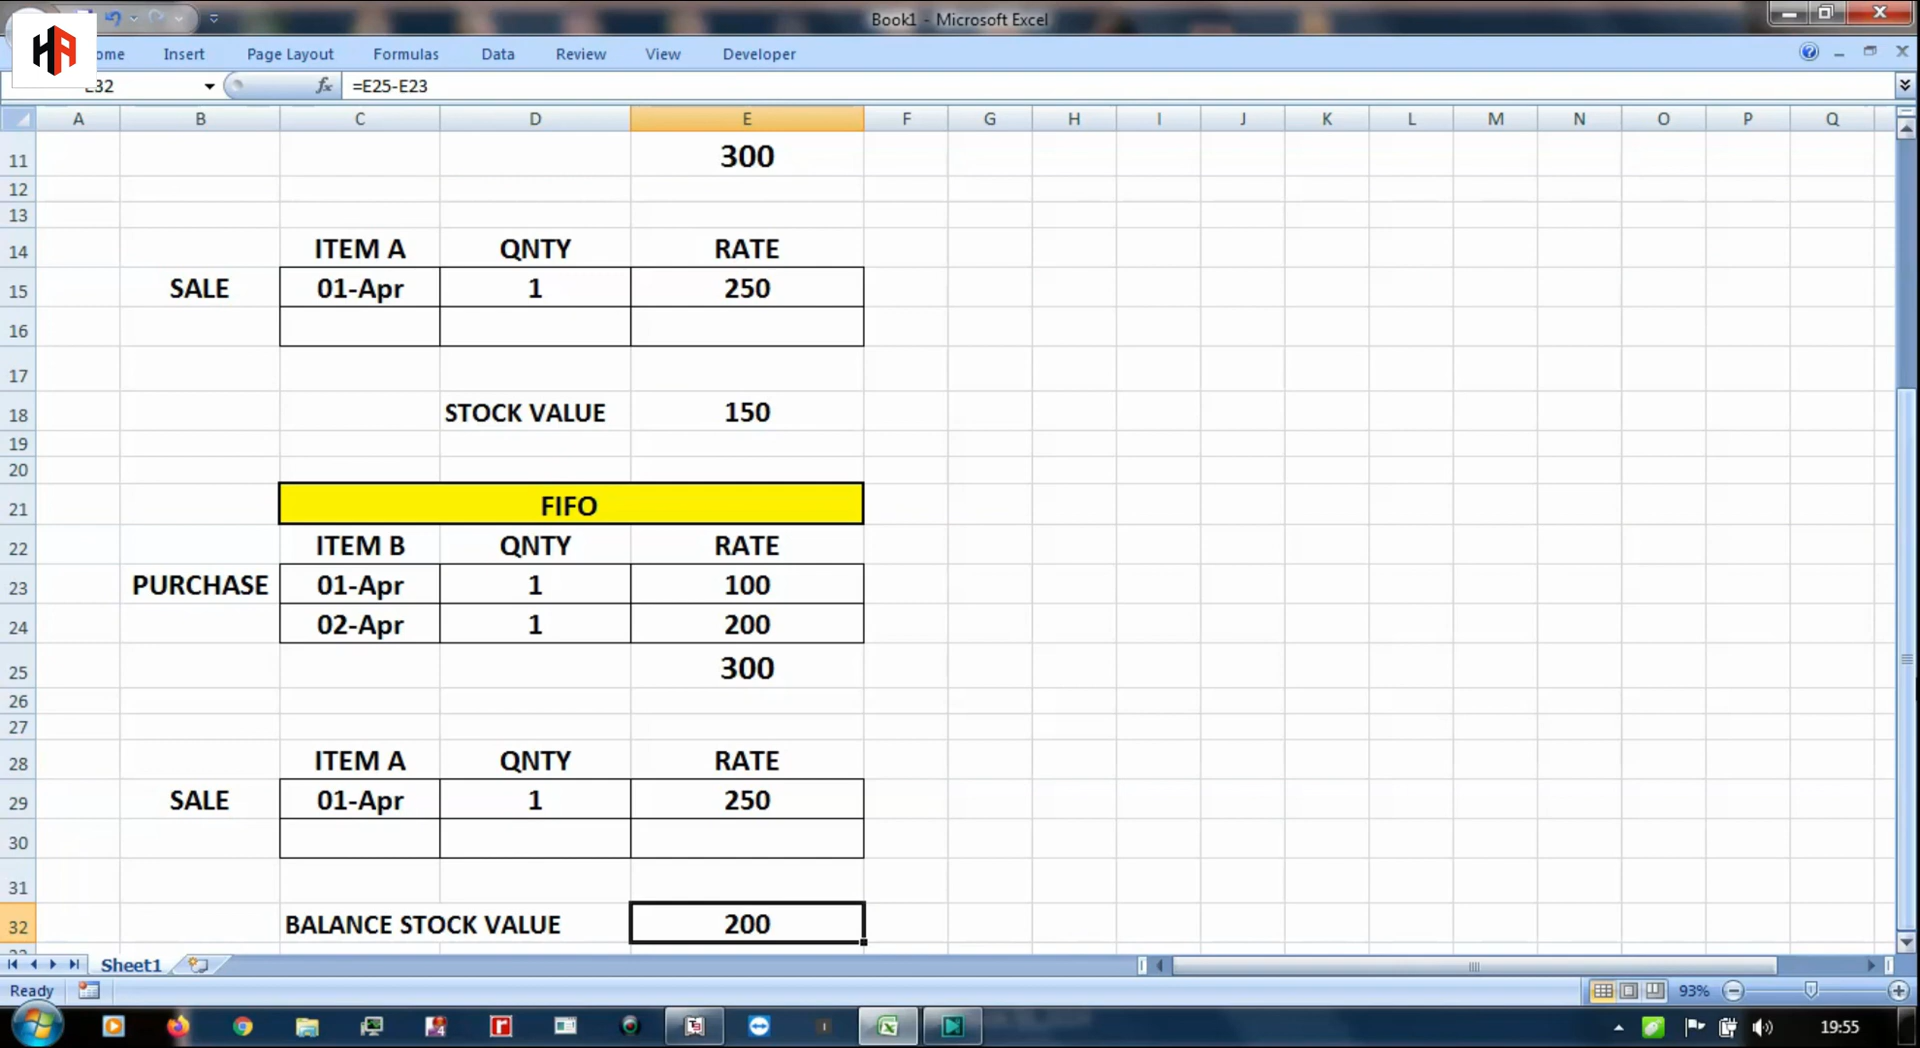 Book1 - Microsoft Excel
HA
ome Insert Page Layout Formulas Data Review View Developer
E32 fx =E25-E23
A B C D E F G H I J K L M N O P Q
11 300
12
13
14 ITEM A QNTY RATE
15 SALE 01-Apr 1 250
16
17
18 STOCK VALUE 150
19
20
21 FIFO
22 ITEM B QNTY RATE
23 PURCHASE 01-Apr 1 100
24 02-Apr 1 200
25 300
26
27
28 ITEM A QNTY RATE
29 SALE 01-Apr 1 250
30
31
32 BALANCE STOCK VALUE 200
Sheet1
Ready 93%
19:55